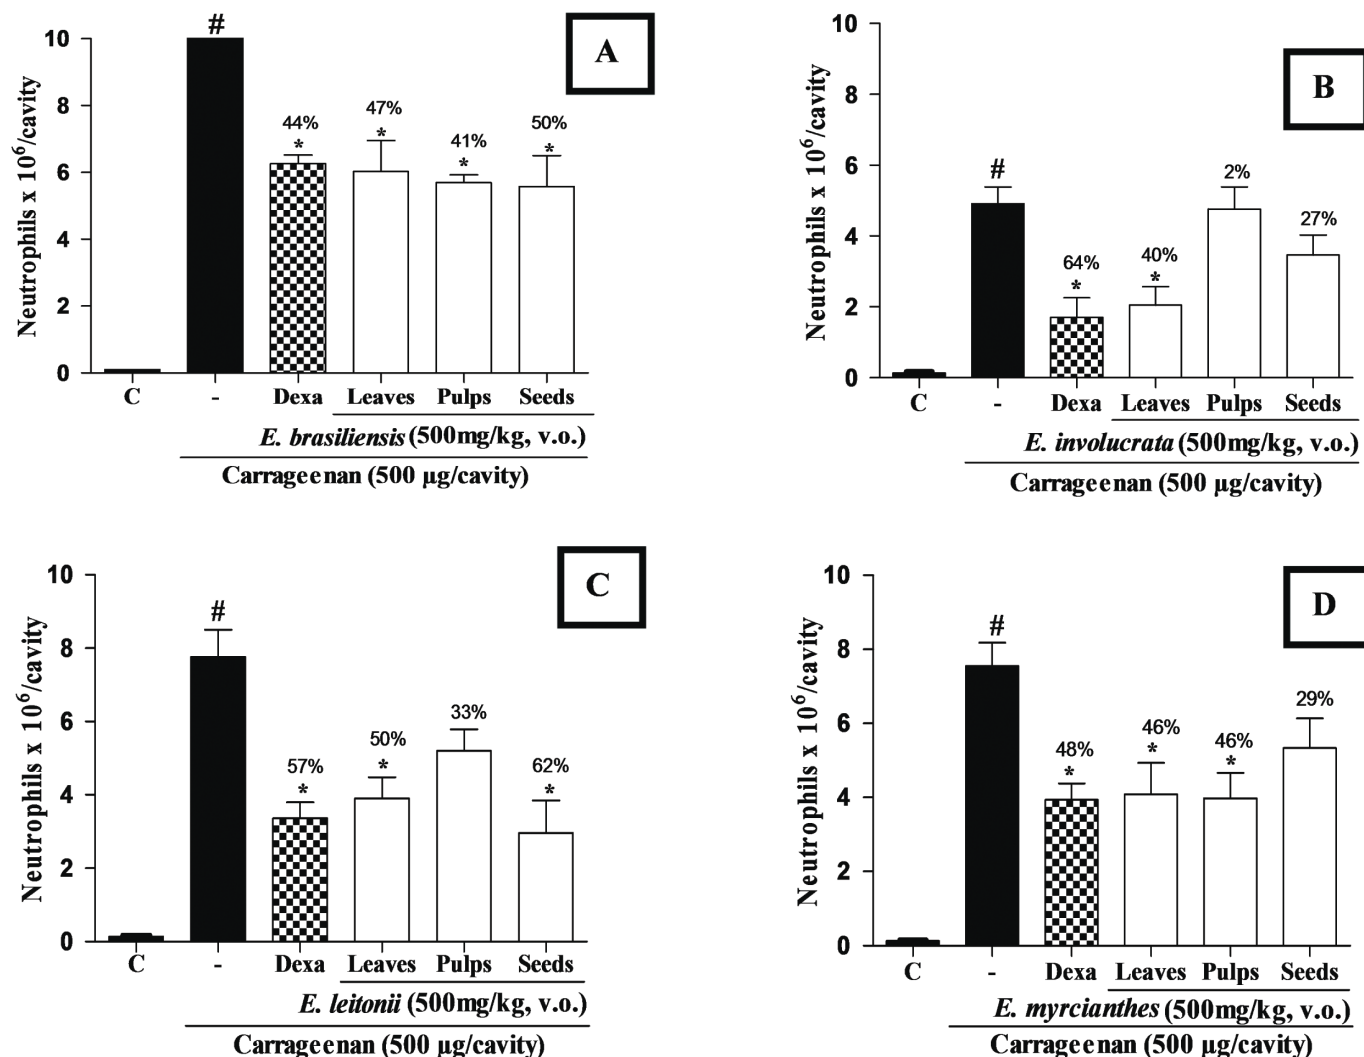 A
#
Neutrophils x 10⁶/cavity
10
8
6
4
2
0
44%
*
47%
*
41%
*
50%
*
C
-
Dexa
Leaves
Pulps
Seeds
E. brasiliensis (500mg/kg, v.o.)
Carrageenan (500 µg/cavity)
B
#
Neutrophils x 10⁶/cavity
10
8
6
4
2
0
64%
*
40%
*
2%
27%
C
-
Dexa
Leaves
Pulps
Seeds
E. involucrata (500mg/kg, v.o.)
Carrageenan (500 µg/cavity)
C
#
Neutrophils x 10⁶/cavity
10
8
6
4
2
0
57%
*
50%
*
33%
62%
*
C
-
Dexa
Leaves
Pulps
Seeds
E. leitonii (500mg/kg, v.o.)
Carrageenan (500 µg/cavity)
D
#
Neutrophils x 10⁶/cavity
10
8
6
4
2
0
48%
*
46%
*
46%
*
29%
C
-
Dexa
Leaves
Pulps
Seeds
E. myrcianthes (500mg/kg, v.o.)
Carrageenan (500 µg/cavity)